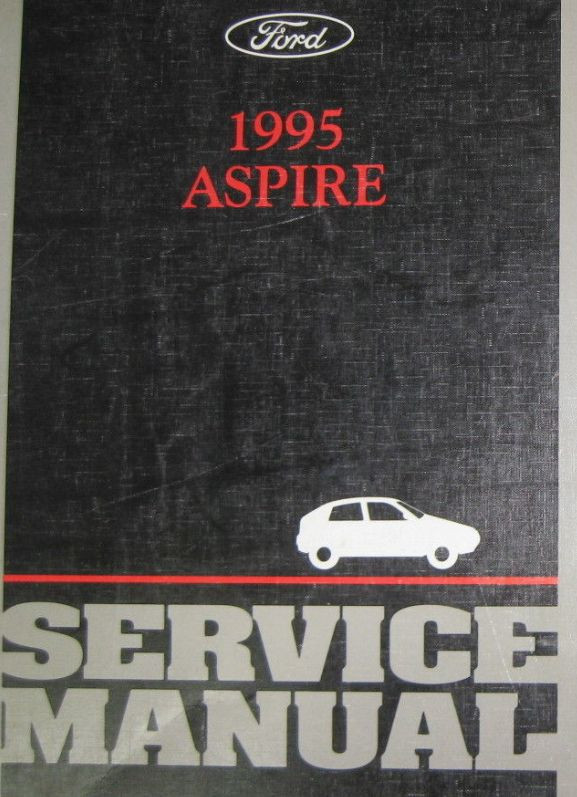 Ford
1995
ASPIRE
SERVICE
MANUAL